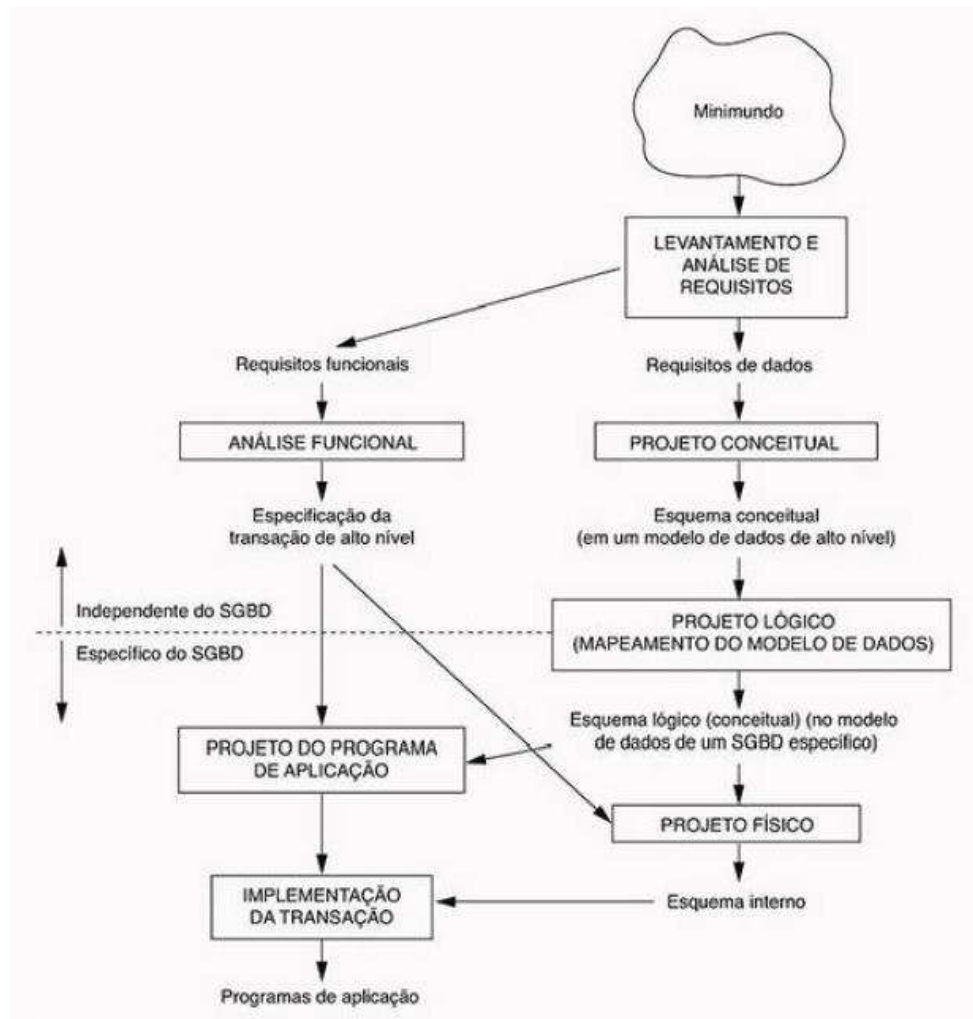 Minimundo
LEVANTAMENTO E
ANÁLISE DE
REQUISITOS
Requisitos funcionais
Requisitos de dados
ANÁLISE FUNCIONAL
PROJETO CONCEITUAL
Especificação da
transação de alto nível
Esquema conceitual
(em um modelo de dados de alto nível)
Independente do SGBD
Específico do SGBD
PROJETO LÓGICO
(MAPEAMENTO DO MODELO DE DADOS)
Esquema lógico (conceitual) (no modelo
de dados de um SGBD específico)
PROJETO DO PROGRAMA
DE APLICAÇÃO
PROJETO FÍSICO
IMPLEMENTAÇÃO
DA TRANSAÇÃO
Esquema interno
Programas de aplicação